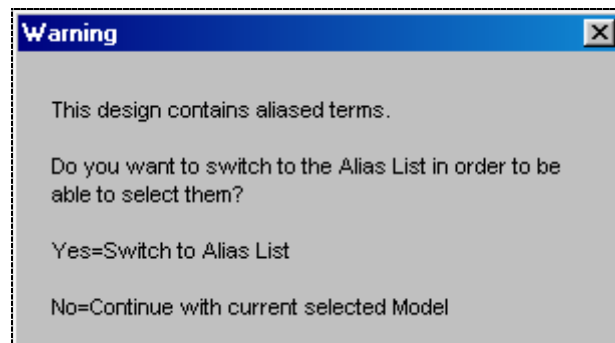 Warning
This design contains aliased terms.
Do you want to switch to the Alias List in order to be
able to select them?
Yes=Switch to Alias List
No=Continue with current selected Model